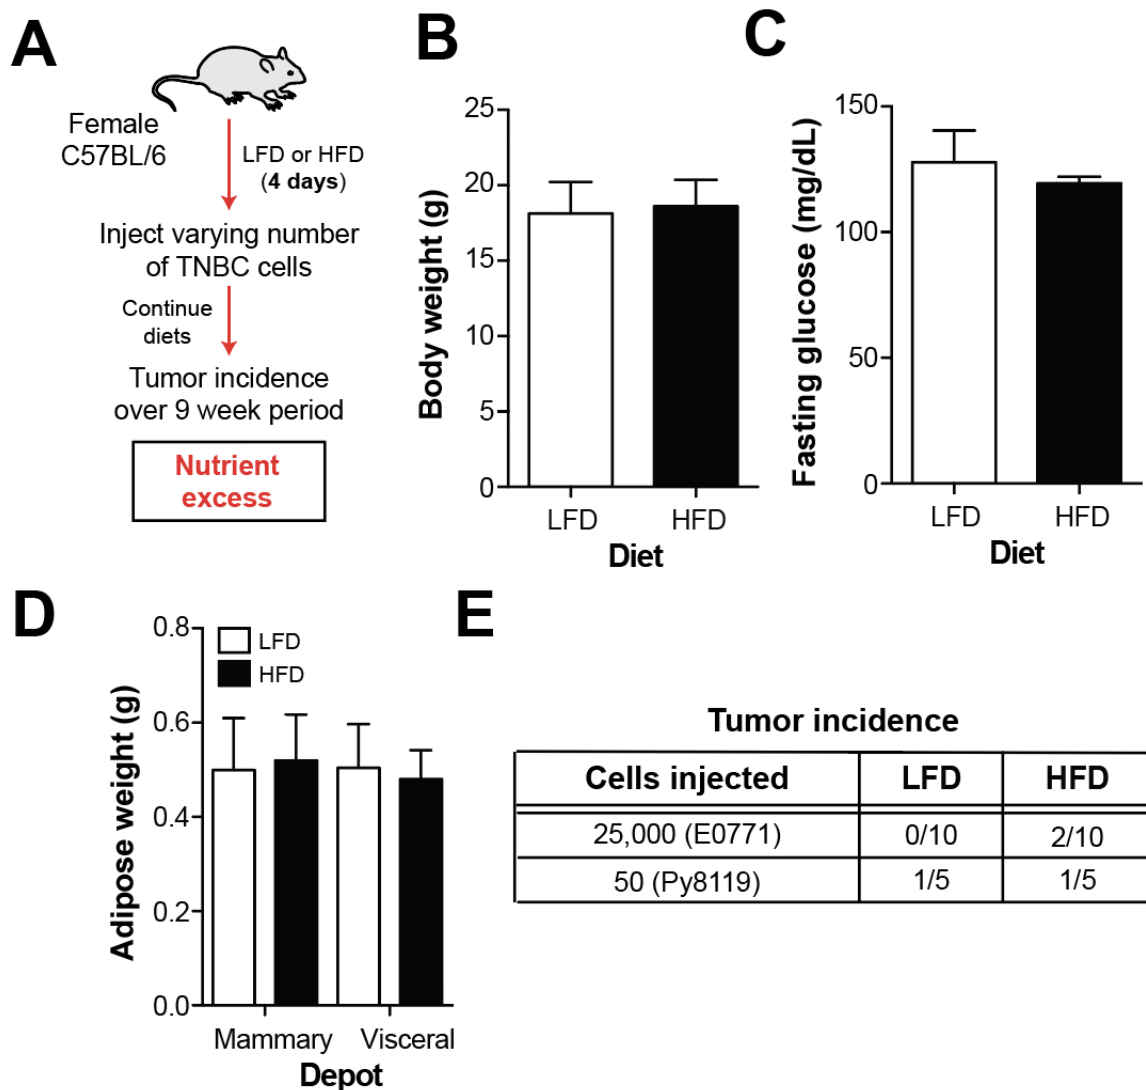 A
Female
C57BL/6
LFD or HFD
(4 days)
Inject varying number
of TNBC cells
Continue
diets
Tumor incidence
over 9 week period
Nutrient
excess
B
Body weight (g)
25
20
15
10
5
0
LFD
HFD
Diet
C
Fasting glucose (mg/dL)
150
100
50
0
LFD
HFD
Diet
D
Adipose weight (g)
0.8
0.6
0.4
0.2
0.0
LFD
HFD
Mammary
Visceral
Depot
E
Tumor incidence
Cells injected LFD HFD
25,000 (E0771) 0/10 2/10
50 (Py8119) 1/5 1/5